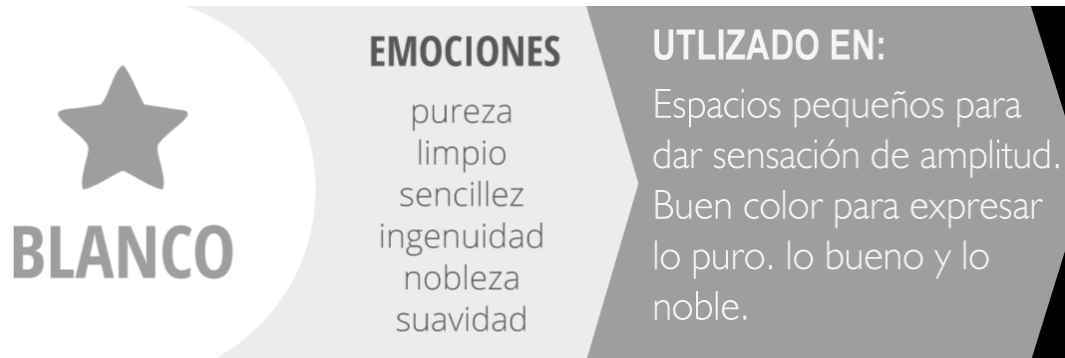 BLANCO
EMOCIONES
pureza
limpio
sencillez
ingenuidad
nobleza
suavidad
UTLIZADO EN:
Espacios pequeños para
dar sensación de amplitud.
Buen color para expresar
lo puro. lo bueno y lo
noble.